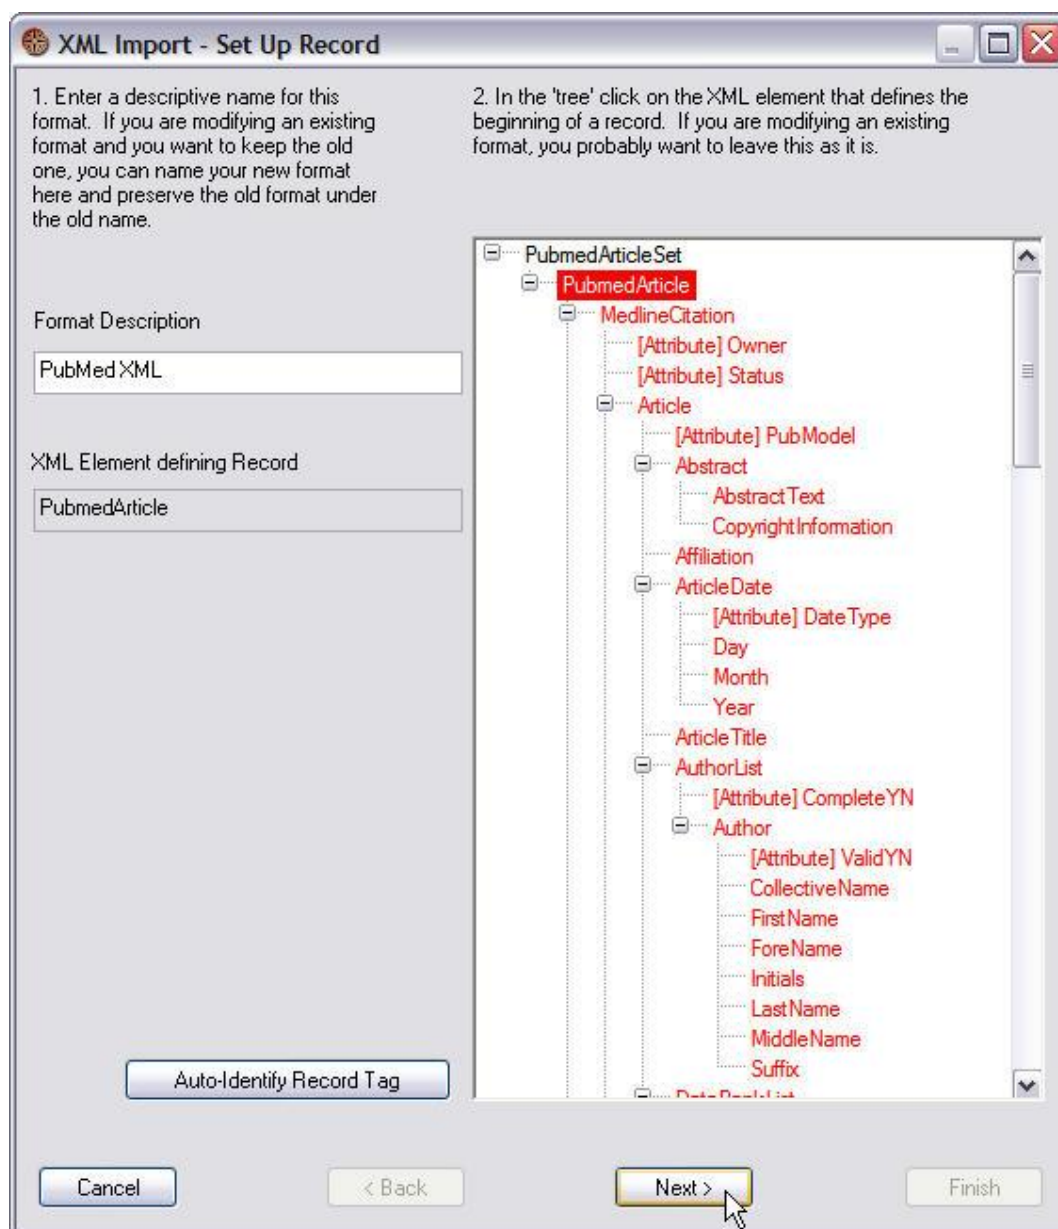 XML Import - Set Up Record
1. Enter a descriptive name for this
format. If you are modifying an existing
format and you want to keep the old
one, you can name your new format
here and preserve the old format under
the old name.
2. In the 'tree' click on the XML element that defines the
beginning of a record. If you are modifying an existing
format, you probably want to leave this as it is.
Format Description
PubMed XML
XML Element defining Record
PubmedArticle
PubmedArticleSet
PubmedArticle
MedlineCitation
[Attribute] Owner
[Attribute] Status
Article
[Attribute] PubModel
Abstract
AbstractText
CopyrightInformation
Affiliation
ArticleDate
[Attribute] DateType
Day
Month
Year
ArticleTitle
AuthorList
[Attribute] CompleteYN
Author
[Attribute] ValidYN
CollectiveName
FirstName
ForeName
Initials
LastName
MiddleName
Suffix
DataBankList
Auto-Identify Record Tag
Cancel
< Back
Next >
Finish